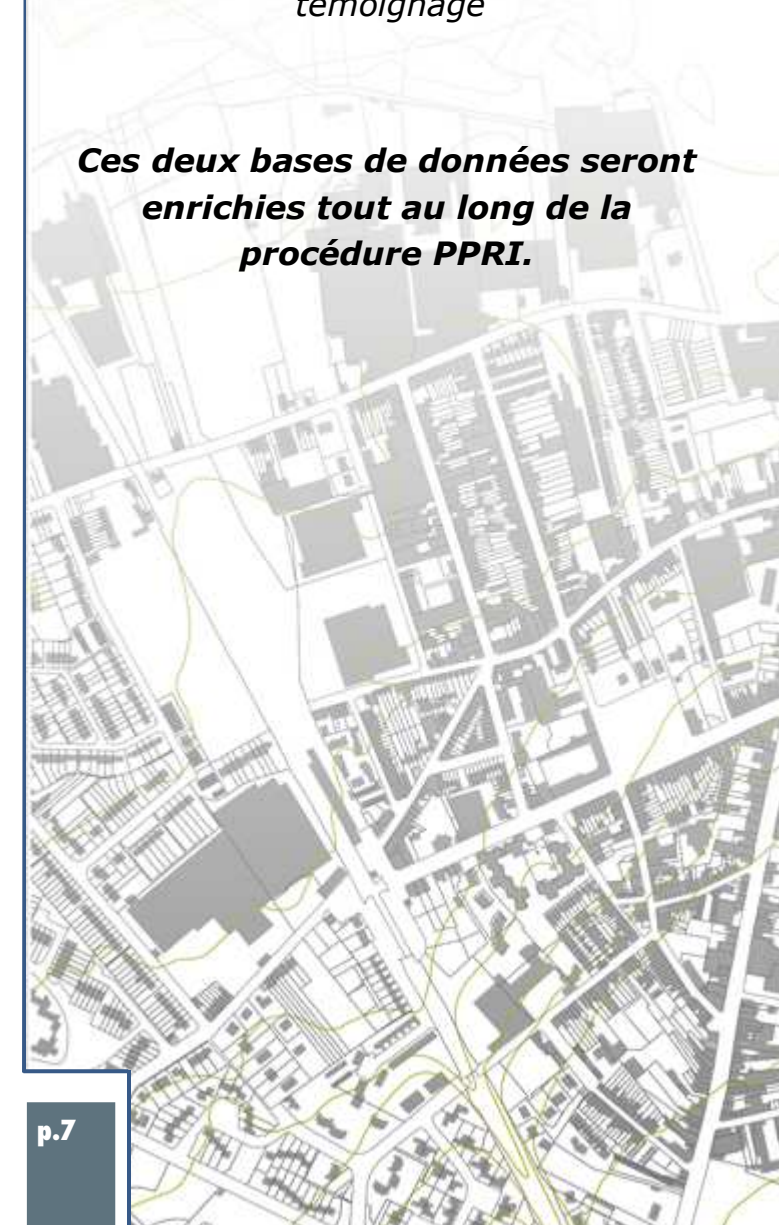 témoignage
Ces deux bases de données seront
enrichies tout au long de la
procédure PPRI.
p.7